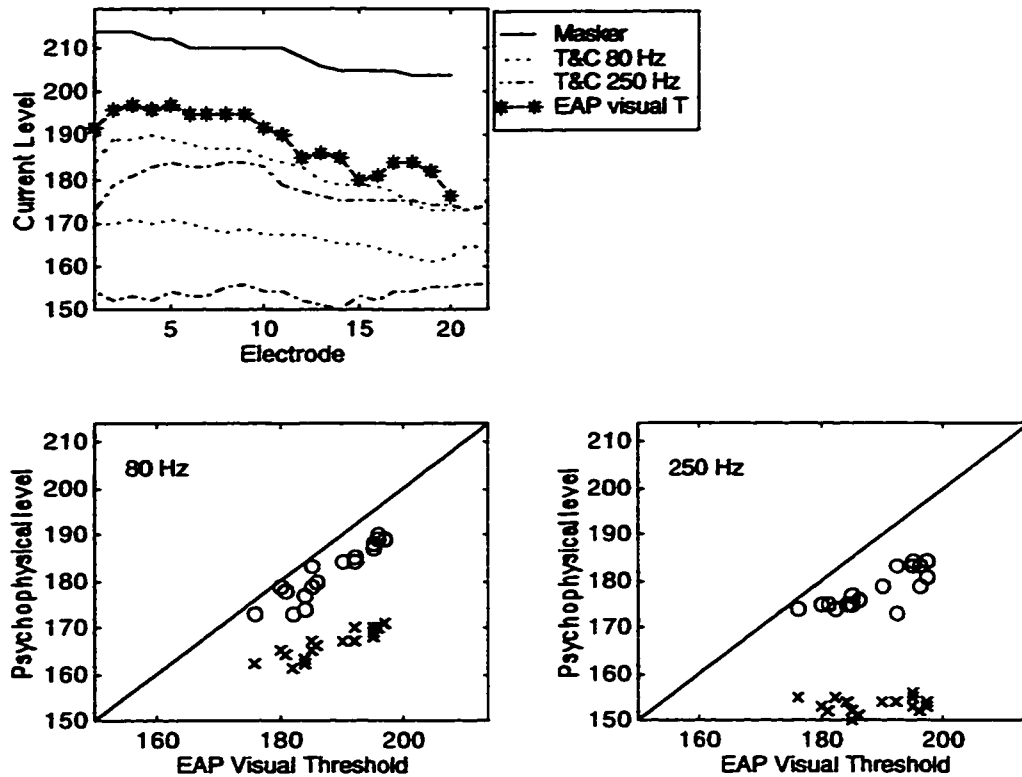 Masker
T&C 80 Hz
T&C 250 Hz
EAP visual T
Current Level
210
200
190
180
170
160
150
5 10 15 20
Electrode
80 Hz
Psychophysical level
210
200
190
180
170
160
150
160 180 200
EAP Visual Threshold
250 Hz
Psychophysical level
210
200
190
180
170
160
150
160 180 200
EAP Visual Threshold